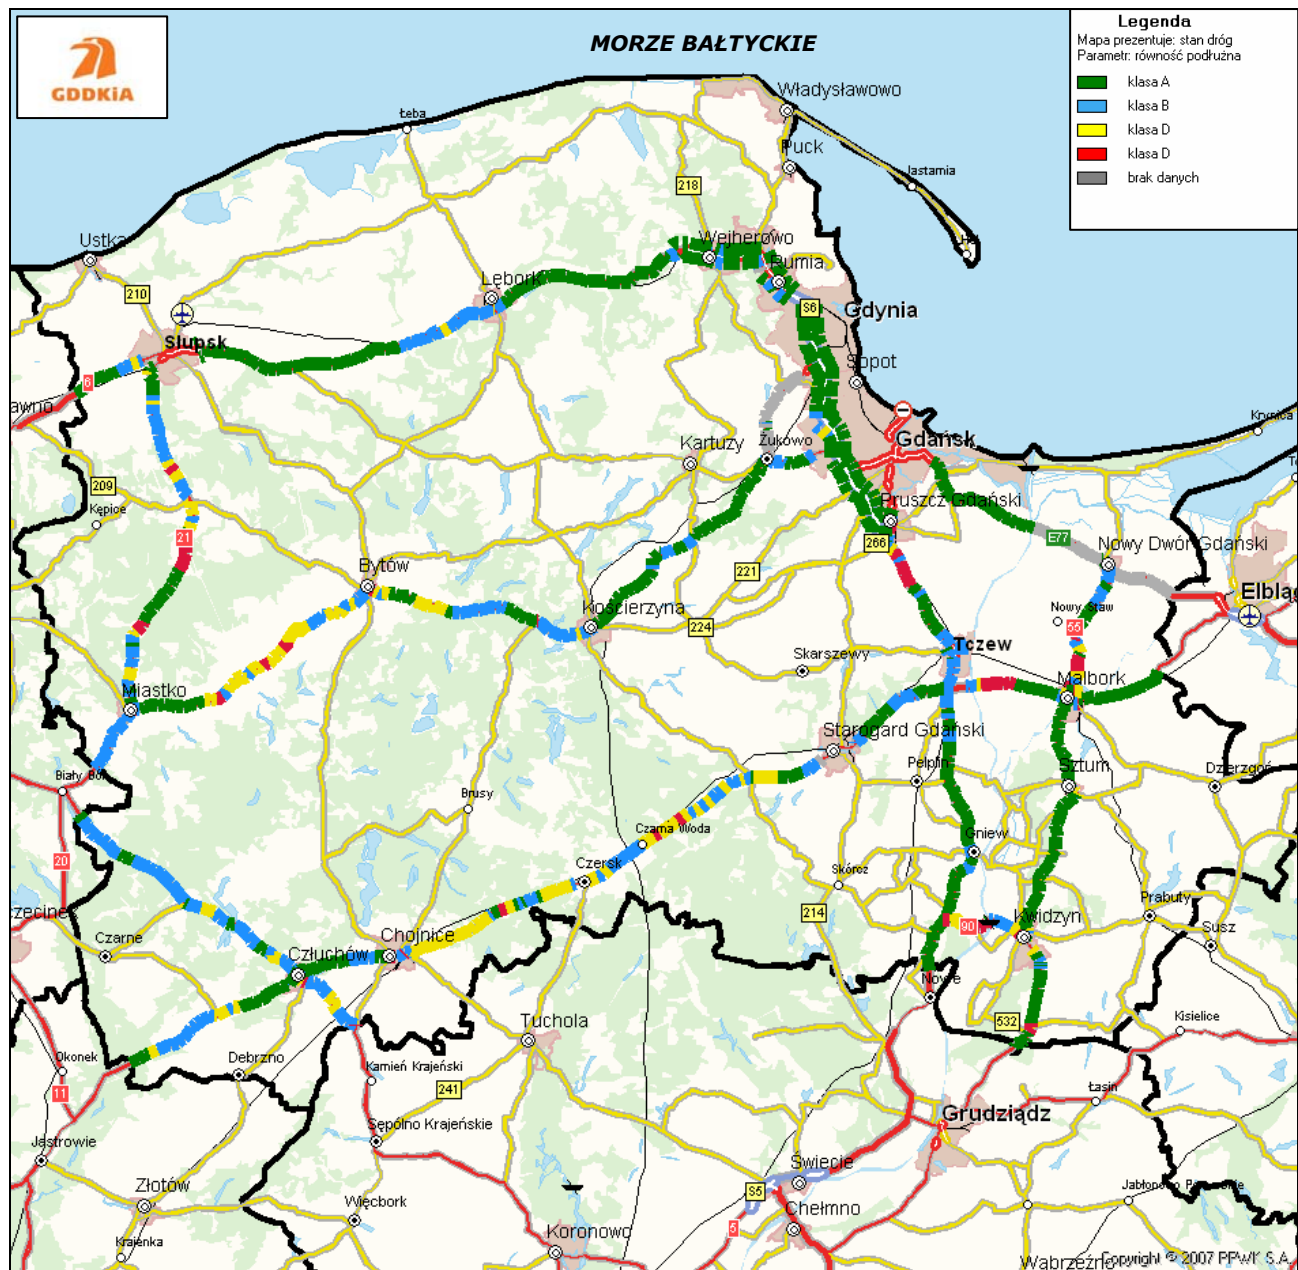 GDDKiA
MORZE BAŁTYCKIE
Legenda
Mapa prezentuje: stan dróg
Parametr: równość podłużna
klasa A
klasa B
klasa D
klasa D
brak danych
Władysławowo
Łeba
Puck
Jastarnia
218
Ustka
Wejherowo
Rumia
Lębork
210
S6
Gdynia
Słupsk
Sopot
6
Krynica
Gdańsk
Kartuzy
Żukowo
209
Kępice
Pruszcz Gdański
21
266
E77
Nowy Dwór Gdański
Bytów
221
Elbląg
Kościerzyna
224
Nowy Staw
55
Tczew
Skarszewy
Miastko
Malbork
Starogard Gdański
Biały Bór
Pelplin
Sztum
Dzierzgoń
Brusy
Czarna Woda
Gniew
20
Czersk
Skórcz
214
Prabuty
90
Kwidzyn
Susz
Czarne
Chojnice
Człuchów
Nowe
532
Kisielice
Tuchola
Okonek
Debrzno
Kamień Krajeński
11
241
Łasin
Grudziądz
Sępólno Krajeńskie
Jastrowie
Świecie
S5
Złotów
Więcbork
Chełmno
5
Koronowo
Krajenka
Wąbrzeźno
Copyright © 2007 PPWK S.A.